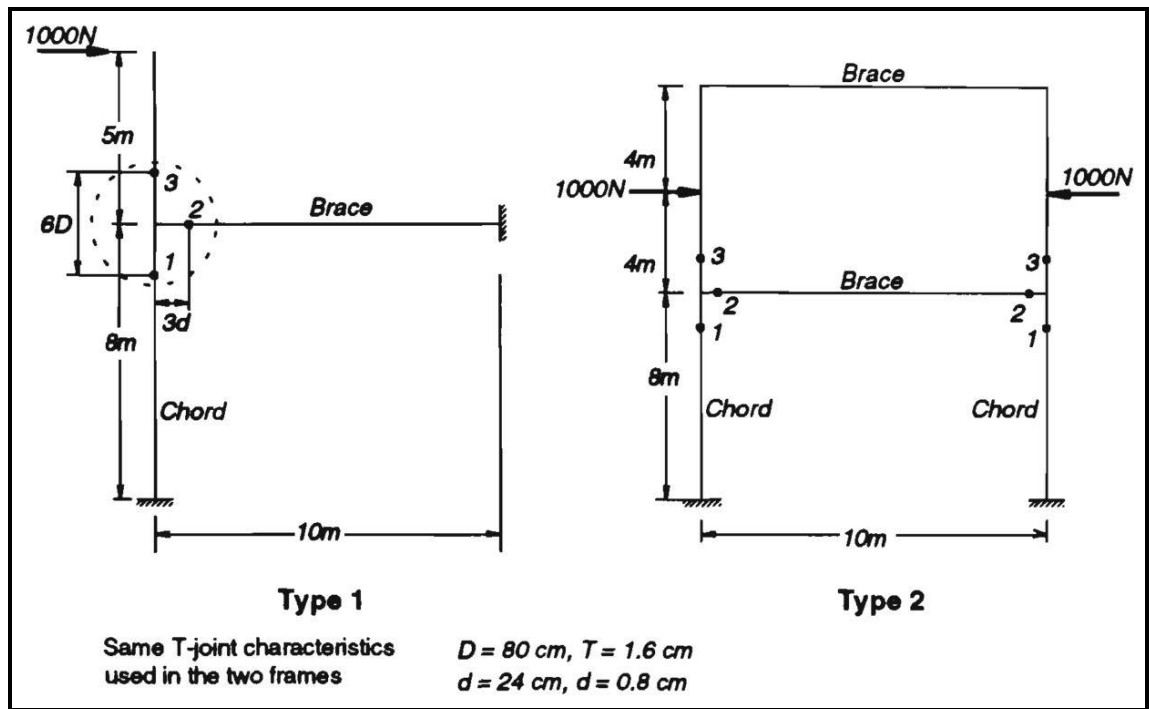 1000N
5m
3
2
Brace
6D
1
3d
8m
Chord
10m
Type 1
Brace
4m
1000N
1000N
4m
3
3
Brace
2
2
1
1
8m
Chord
Chord
10m
Type 2
Same T-joint characteristics
used in the two frames
D = 80 cm, T = 1.6 cm
d = 24 cm, d = 0.8 cm